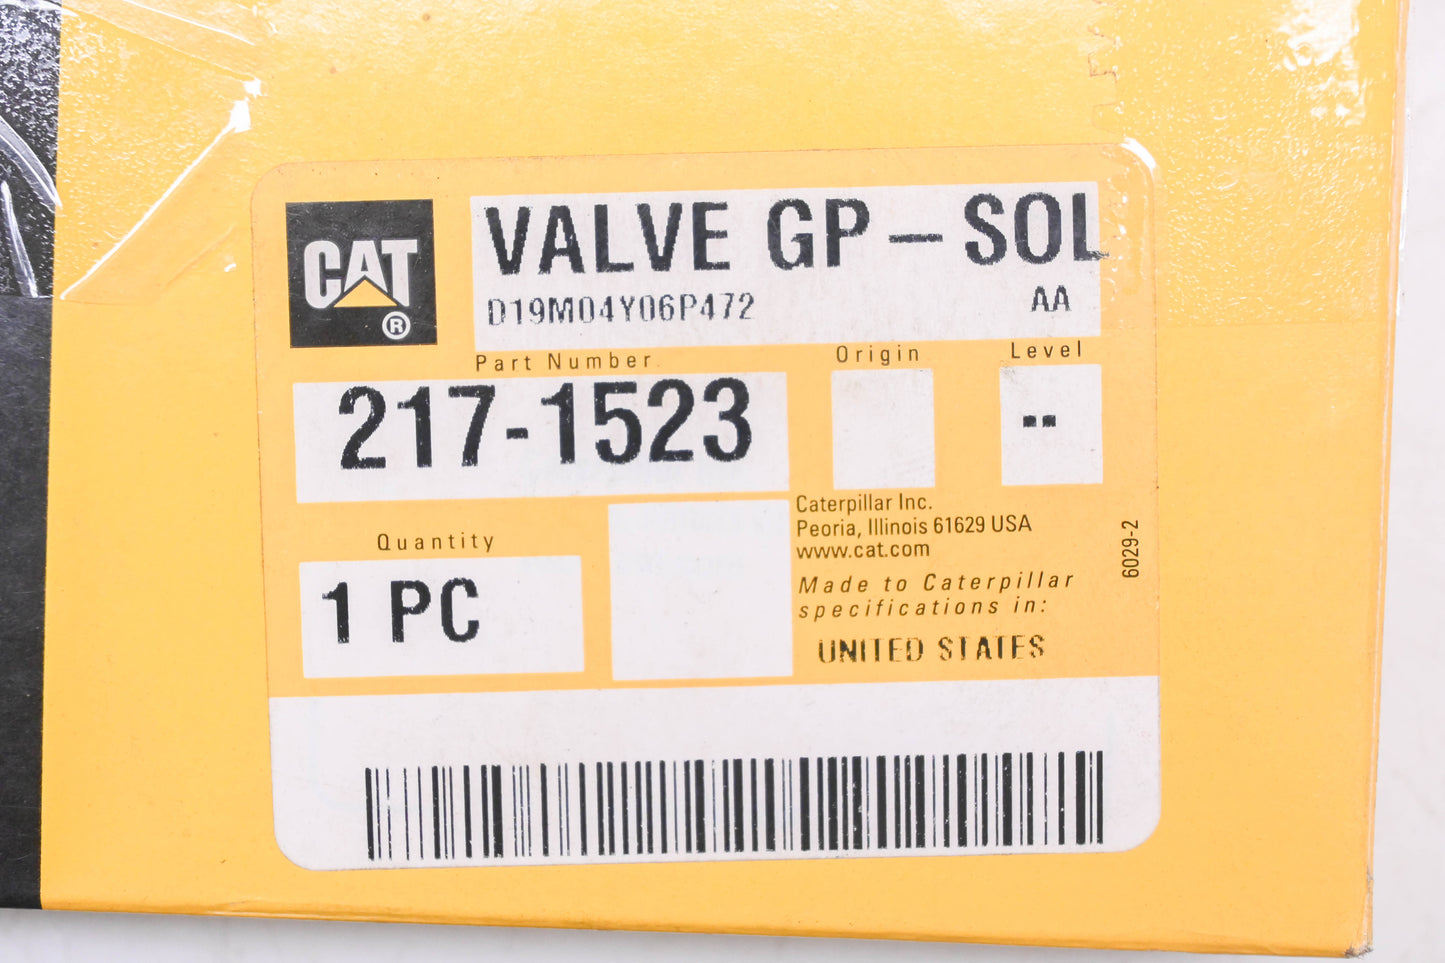 CAT®
VALVE GP - SOL
D19M04Y06P472 AA
Part Number Origin Level
217-1523 --
Caterpillar Inc.
Peoria, Illinois 61629 USA
www.cat.com
Quantity
1 PC
Made to Caterpillar
specifications in:
UNITED STATES
6029-2